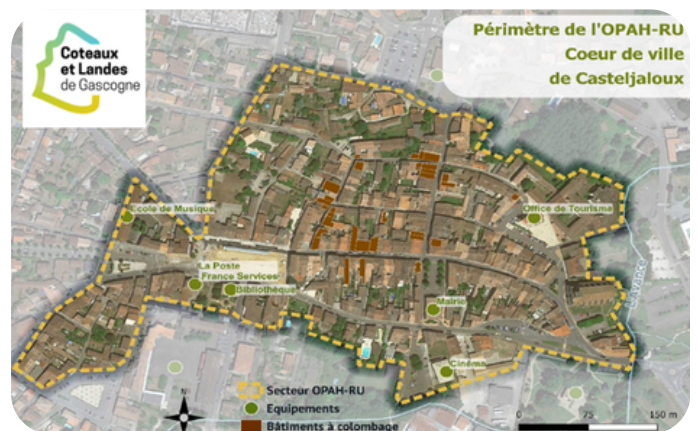 Coteaux
et Landes
de Gascogne
Périmètre de l'OPAH-RU
Coeur de ville
de Casteljaloux
Ecole de Musique
Office de Tourisme
La Poste
France Services
Bibliothèque
Mairie
L'Avance
Cinéma
N
Secteur OPAH-RU
Equipements
Bâtiments à colombage
0 75 150 m